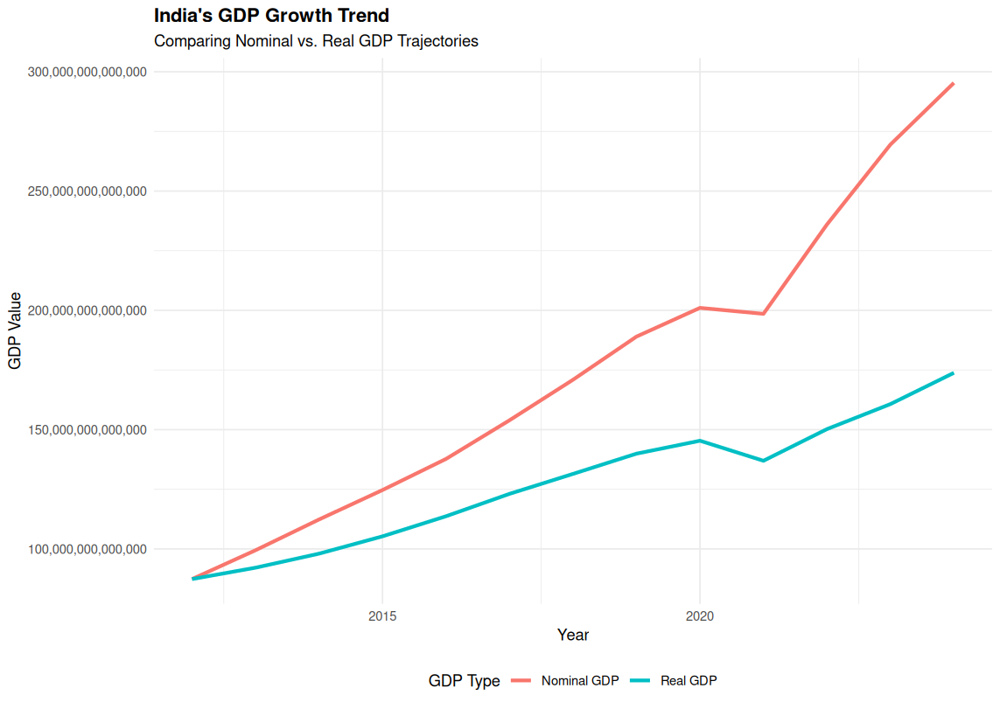 India's GDP Growth Trend
Comparing Nominal vs. Real GDP Trajectories
300,000,000,000,000
250,000,000,000,000
200,000,000,000,000
150,000,000,000,000
100,000,000,000,000
GDP Value
2015 2020
Year
GDP Type Nominal GDP Real GDP